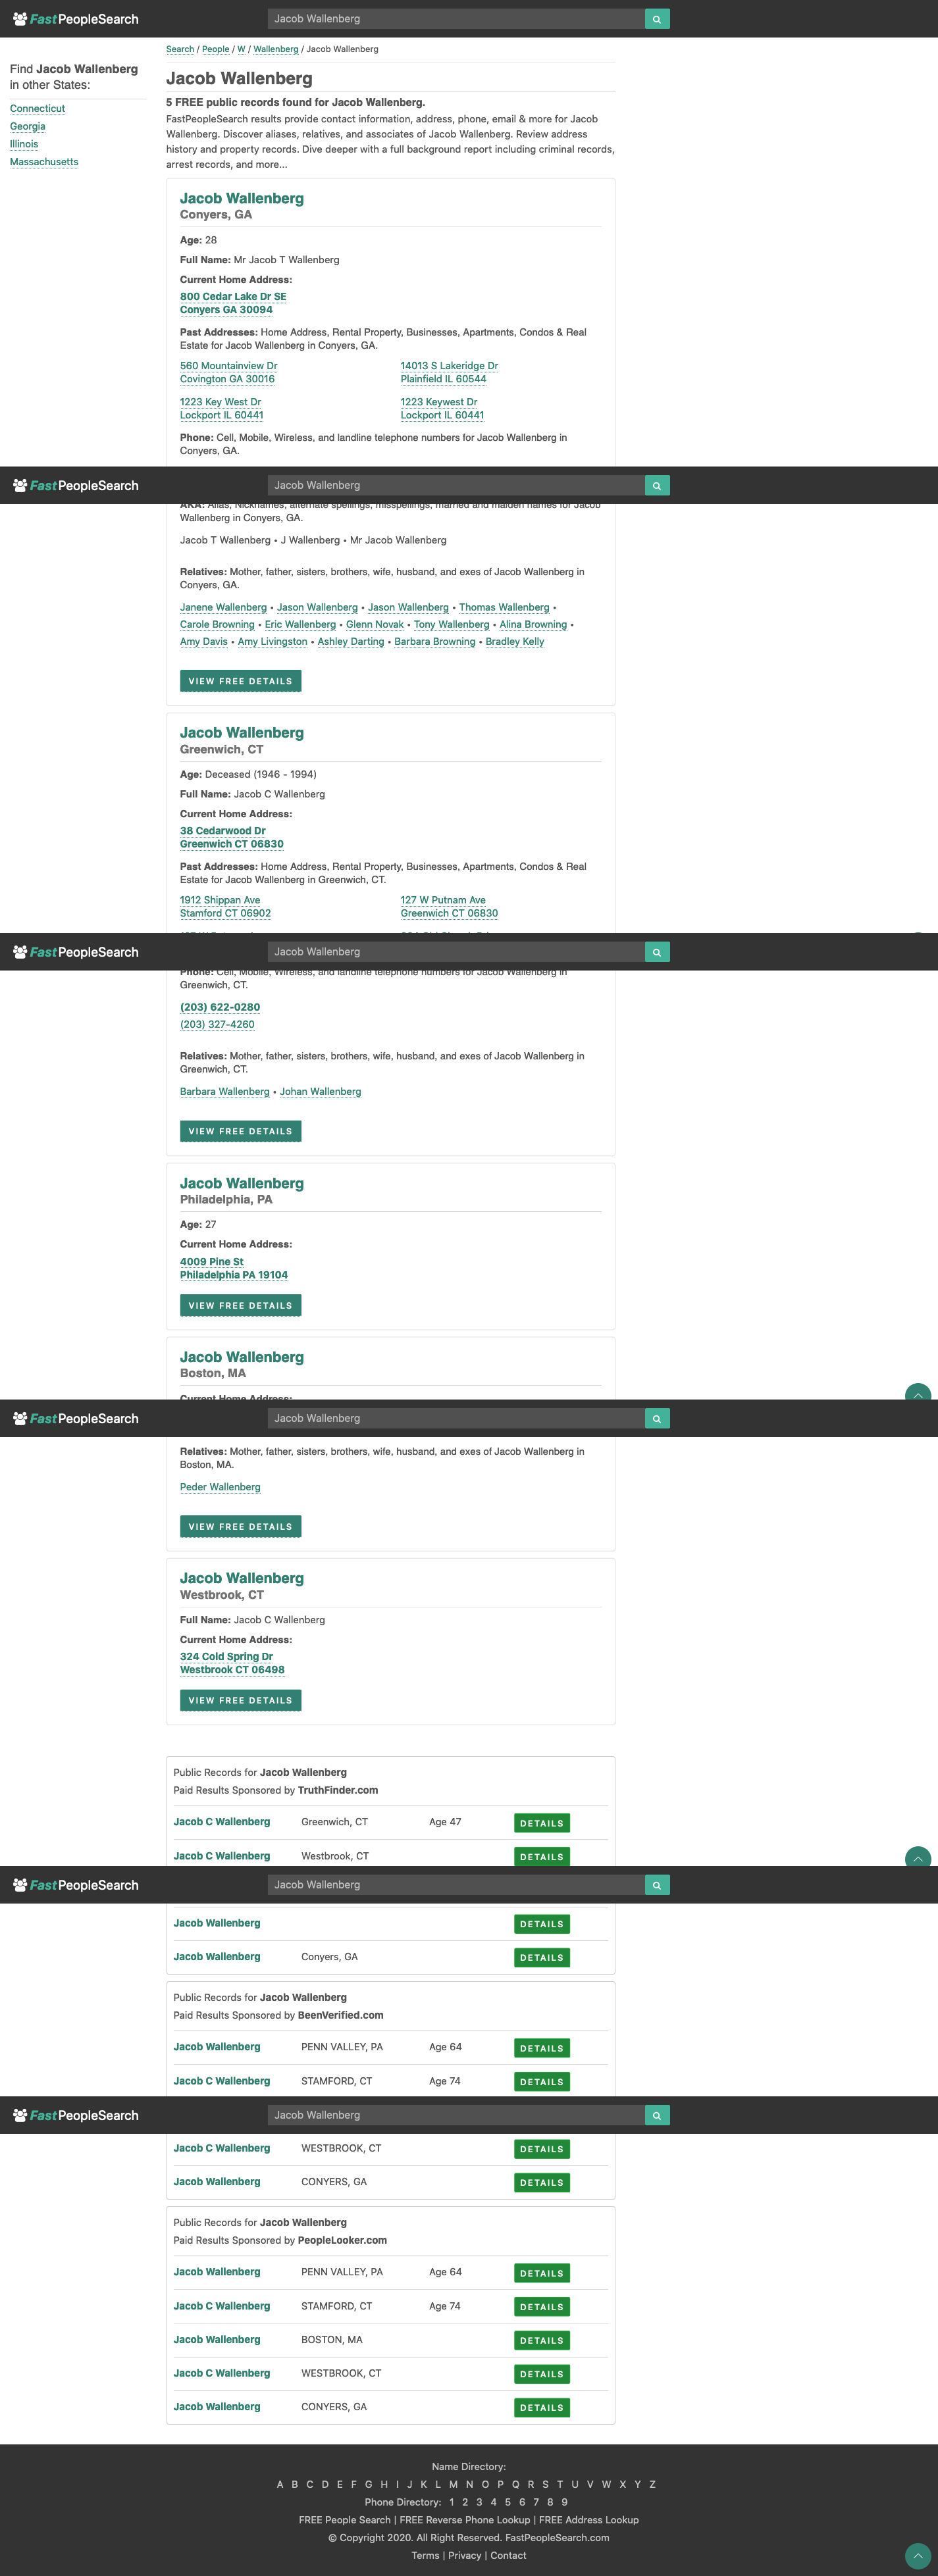 FastPeopleSearch
Jacob Wallenberg
Search / People / W / Wallenberg / Jacob Wallenberg
Find Jacob Wallenberg
in other States:
Connecticut
Georgia
Illinois
Massachusetts
Jacob Wallenberg
5 FREE public records found for Jacob Wallenberg.
FastPeopleSearch results provide contact information, address, phone, email & more for Jacob
Wallenberg. Discover aliases, relatives, and associates of Jacob Wallenberg. Review address
history and property records. Dive deeper with a full background report including criminal records,
arrest records, and more...
Jacob Wallenberg
Conyers, GA
Age: 28
Full Name: Mr Jacob T Wallenberg
Current Home Address:
800 Cedar Lake Dr SE
Conyers GA 30094
Past Addresses: Home Address, Rental Property, Businesses, Apartments, Condos & Real
Estate for Jacob Wallenberg in Conyers, GA.
560 Mountainview Dr
Covington GA 30016
14013 S Lakeridge Dr
Plainfield IL 60544
1223 Key West Dr
Lockport IL 60441
1223 Keywest Dr
Lockport IL 60441
Phone: Cell, Mobile, Wireless, and landline telephone numbers for Jacob Wallenberg in
Conyers, GA.
FastPeopleSearch
Jacob Wallenberg
AKA: Alias, Nicknames, alternate spellings, misspellings, married and maiden names for Jacob
Wallenberg in Conyers, GA.
Jacob T Wallenberg • J Wallenberg • Mr Jacob Wallenberg
Relatives: Mother, father, sisters, brothers, wife, husband, and exes of Jacob Wallenberg in
Conyers, GA.
Janene Wallenberg • Jason Wallenberg • Jason Wallenberg • Thomas Wallenberg •
Carole Browning • Eric Wallenberg • Glenn Novak • Tony Wallenberg • Alina Browning •
Amy Davis • Amy Livingston • Ashley Darting • Barbara Browning • Bradley Kelly
VIEW FREE DETAILS
Jacob Wallenberg
Greenwich, CT
Age: Deceased (1946 - 1994)
Full Name: Jacob C Wallenberg
Current Home Address:
38 Cedarwood Dr
Greenwich CT 06830
Past Addresses: Home Address, Rental Property, Businesses, Apartments, Condos & Real
Estate for Jacob Wallenberg in Greenwich, CT.
1912 Shippan Ave
Stamford CT 06902
127 W Putnam Ave
Greenwich CT 06830
FastPeopleSearch
Jacob Wallenberg
Phone: Cell, Mobile, Wireless, and landline telephone numbers for Jacob Wallenberg in
Greenwich, CT.
(203) 622-0280
(203) 327-4260
Relatives: Mother, father, sisters, brothers, wife, husband, and exes of Jacob Wallenberg in
Greenwich, CT.
Barbara Wallenberg • Johan Wallenberg
VIEW FREE DETAILS
Jacob Wallenberg
Philadelphia, PA
Age: 27
Current Home Address:
4009 Pine St
Philadelphia PA 19104
VIEW FREE DETAILS
Jacob Wallenberg
Boston, MA
Current Home Address:
FastPeopleSearch
Jacob Wallenberg
Relatives: Mother, father, sisters, brothers, wife, husband, and exes of Jacob Wallenberg in
Boston, MA.
Peder Wallenberg
VIEW FREE DETAILS
Jacob Wallenberg
Westbrook, CT
Full Name: Jacob C Wallenberg
Current Home Address:
324 Cold Spring Dr
Westbrook CT 06498
VIEW FREE DETAILS
Public Records for Jacob Wallenberg
Paid Results Sponsored by TruthFinder.com
Jacob C Wallenberg Greenwich, CT Age 47 DETAILS
Jacob C Wallenberg Westbrook, CT DETAILS
FastPeopleSearch
Jacob Wallenberg
Jacob Wallenberg DETAILS
Jacob Wallenberg Conyers, GA DETAILS
Public Records for Jacob Wallenberg
Paid Results Sponsored by BeenVerified.com
Jacob Wallenberg PENN VALLEY, PA Age 64 DETAILS
Jacob C Wallenberg STAMFORD, CT Age 74 DETAILS
FastPeopleSearch
Jacob Wallenberg
Jacob C Wallenberg WESTBROOK, CT DETAILS
Jacob Wallenberg CONYERS, GA DETAILS
Public Records for Jacob Wallenberg
Paid Results Sponsored by PeopleLooker.com
Jacob Wallenberg PENN VALLEY, PA Age 64 DETAILS
Jacob C Wallenberg STAMFORD, CT Age 74 DETAILS
Jacob Wallenberg BOSTON, MA DETAILS
Jacob C Wallenberg WESTBROOK, CT DETAILS
Jacob Wallenberg CONYERS, GA DETAILS
Name Directory:
A B C D E F G H I J K L M N O P Q R S T U V W X Y Z
Phone Directory: 1 2 3 4 5 6 7 8 9
FREE People Search | FREE Reverse Phone Lookup | FREE Address Lookup
© Copyright 2020. All Right Reserved. FastPeopleSearch.com
Terms | Privacy | Contact